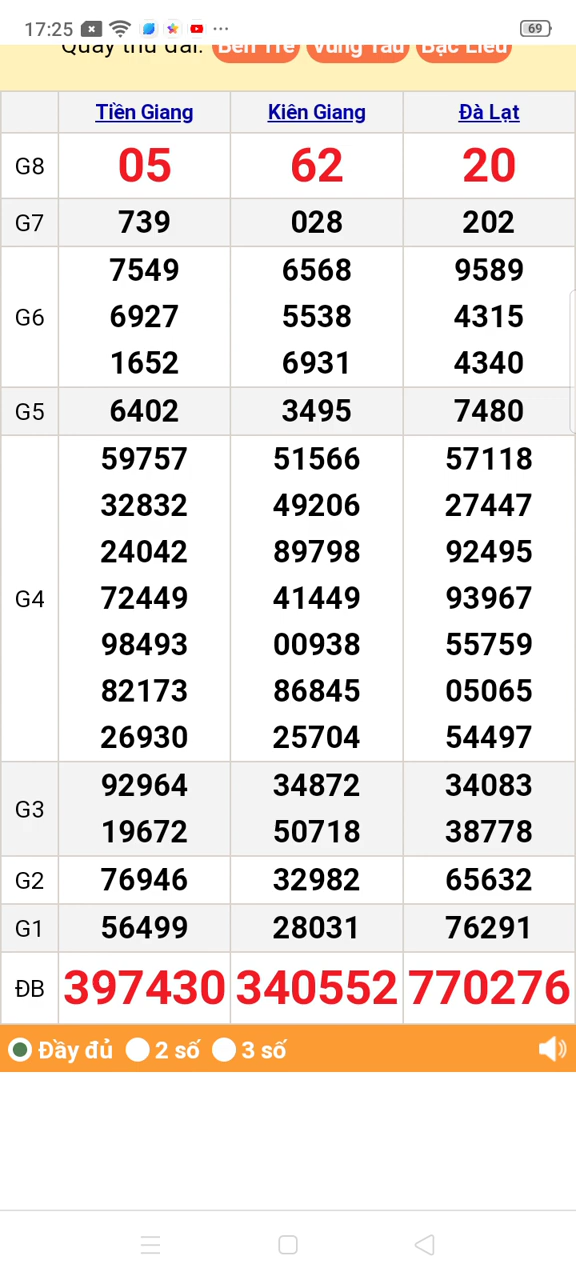 17:25 69
Quay thử đài: Bến Tre Vũng Tàu Bạc Liêu
Tiền Giang Kiên Giang Đà Lạt
G8 05 62 20
G7 739 028 202
7549 6568 9589
G6 6927 5538 4315
1652 6931 4340
G5 6402 3495 7480
59757 51566 57118
32832 49206 27447
24042 89798 92495
G4 72449 41449 93967
98493 00938 55759
82173 86845 05065
26930 25704 54497
92964 34872 34083
G3
19672 50718 38778
G2 76946 32982 65632
G1 56499 28031 76291
ĐB 397430 340552 770276
Đầy đủ 2 số 3 số